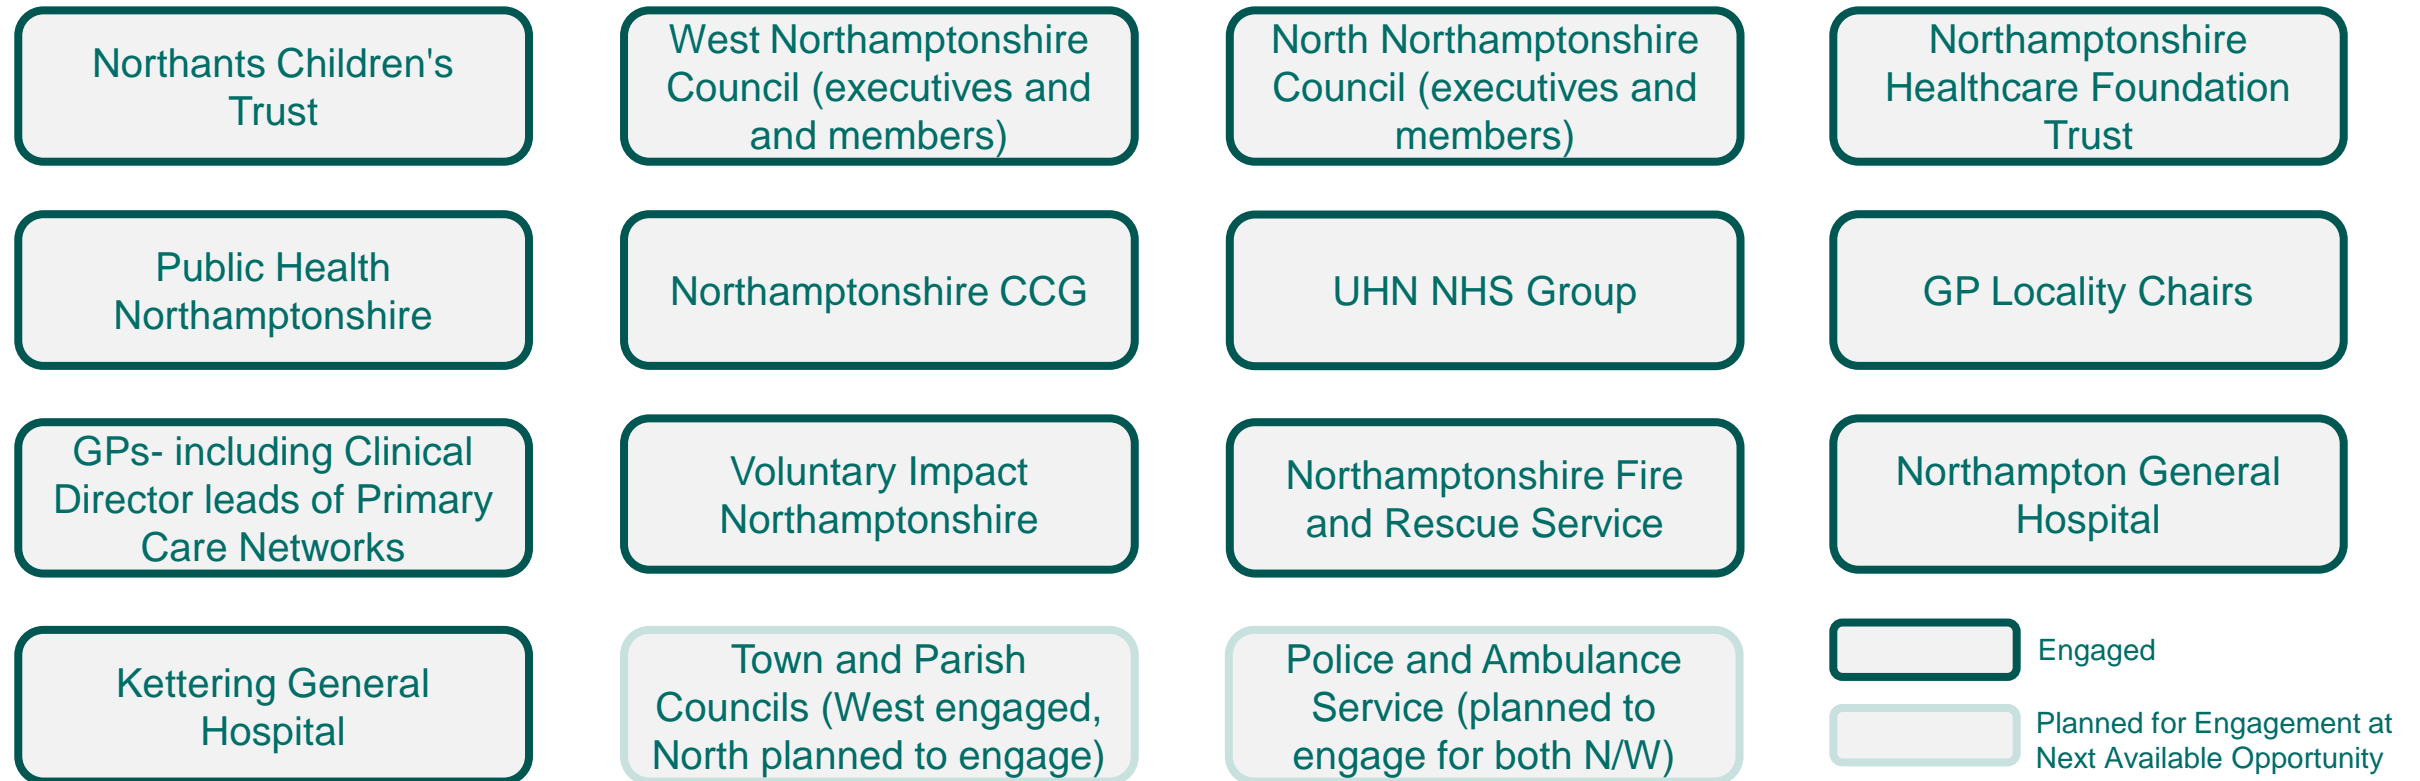 Northants Children's
Trust
West Northamptonshire
Council (executives and
and members)
North Northamptonshire
Council (executives and
members)
Northamptonshire
Healthcare Foundation
Trust
Public Health
Northamptonshire
Northamptonshire CCG
UHN NHS Group
GP Locality Chairs
GPs- including Clinical
Director leads of Primary
Care Networks
Voluntary Impact
Northamptonshire
Northamptonshire Fire
and Rescue Service
Northampton General
Hospital
Kettering General
Hospital
Town and Parish
Councils (West engaged,
North planned to engage)
Police and Ambulance
Service (planned to
engage for both N/W)
Engaged
Planned for Engagement at
Next Available Opportunity